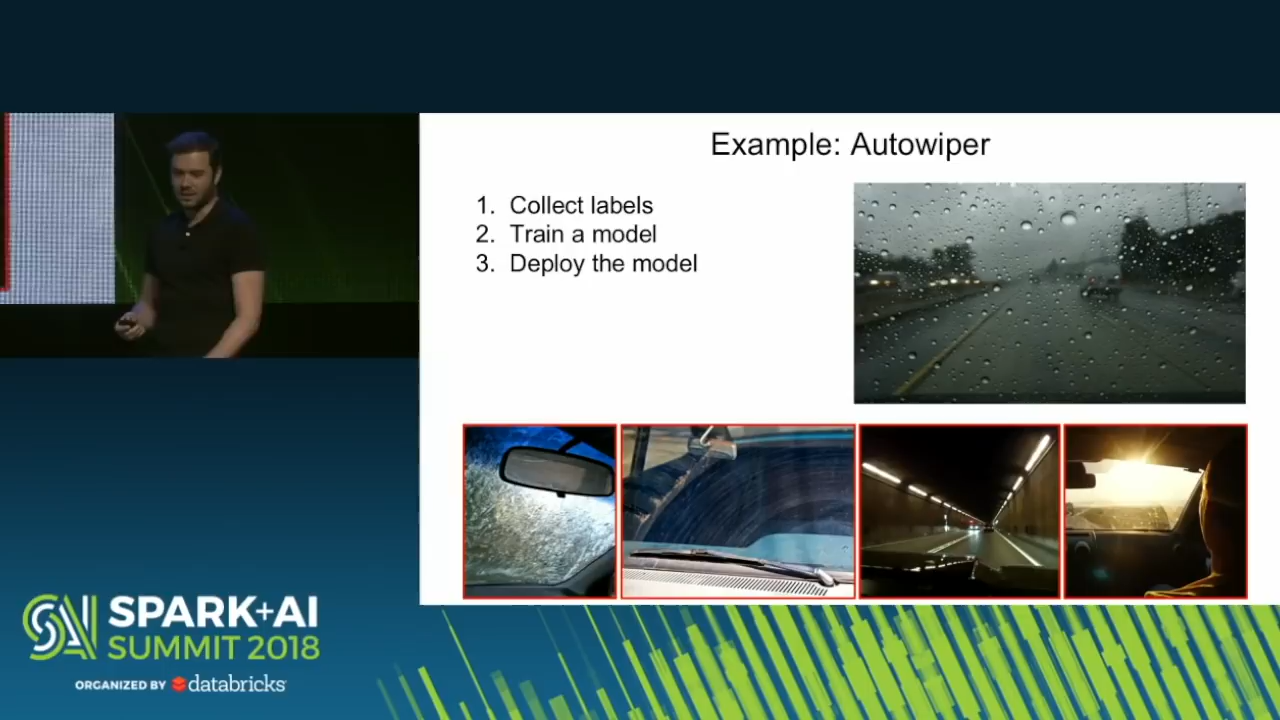 Example: Autowiper
1. Collect labels
2. Train a model
3. Deploy the model
SPARK+AI
SUMMIT 2018
ORGANIZED BY databricks